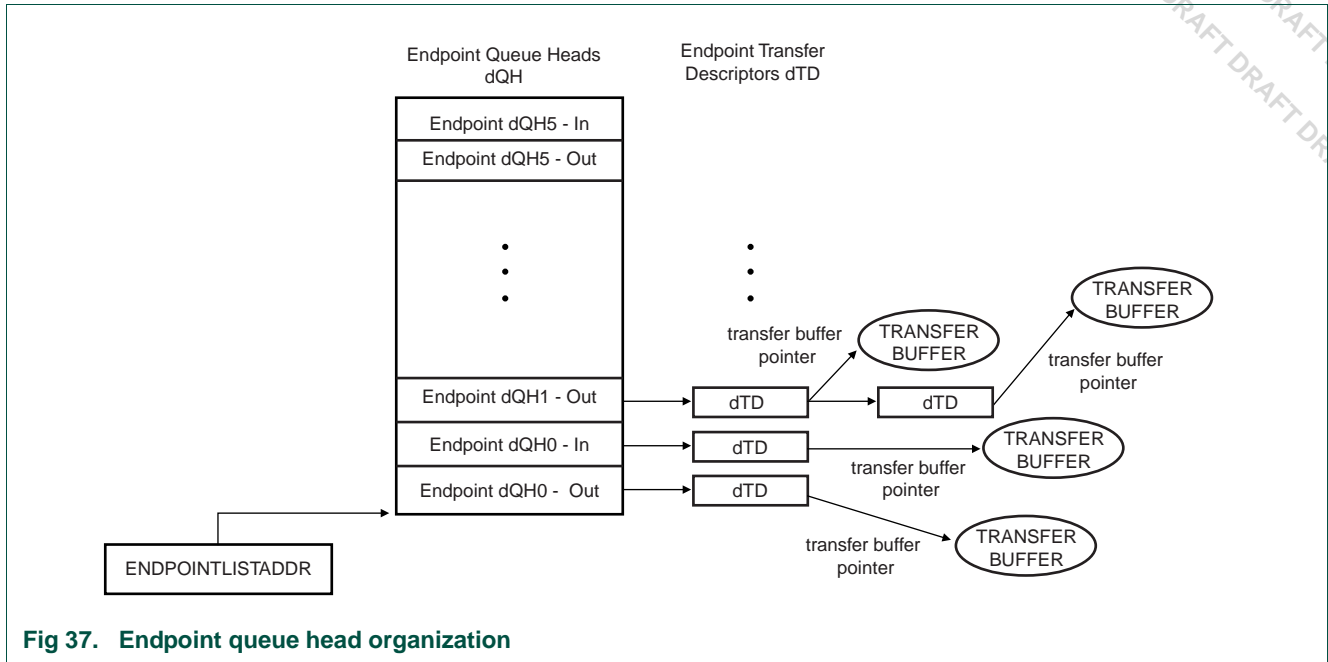 Endpoint Queue Heads
dQH
Endpoint Transfer
Descriptors dTD
Endpoint dQH5 - In
Endpoint dQH5 - Out
TRANSFER
BUFFER
transfer buffer
pointer
TRANSFER
BUFFER
transfer buffer
pointer
Endpoint dQH1 - Out
dTD
dTD
Endpoint dQH0 - In
dTD
transfer buffer
pointer
TRANSFER
BUFFER
Endpoint dQH0 - Out
dTD
transfer buffer
pointer
TRANSFER
BUFFER
ENDPOINTLISTADDR
Fig 37. Endpoint queue head organization
DRAFT DRAFT